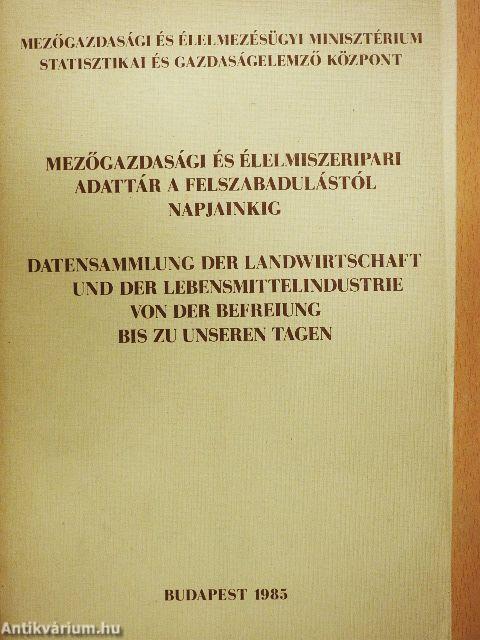 MEZŐGAZDASÁGI ÉS ÉLELMEZÉSÜGYI MINISZTÉRIUM
STATISZTIKAI ÉS GAZDASÁGELEMZŐ KÖZPONT
MEZŐGAZDASÁGI ÉS ÉLELMISZERIPARI
ADATTÁR A FELSZABADULÁSTÓL
NAPJAINKIG
DATENSAMMLUNG DER LANDWIRTSCHAFT
UND DER LEBENSMITTELINDUSTRIE
VON DER BEFREIUNG
BIS ZU UNSEREN TAGEN
BUDAPEST 1985
Antikvárium.hu